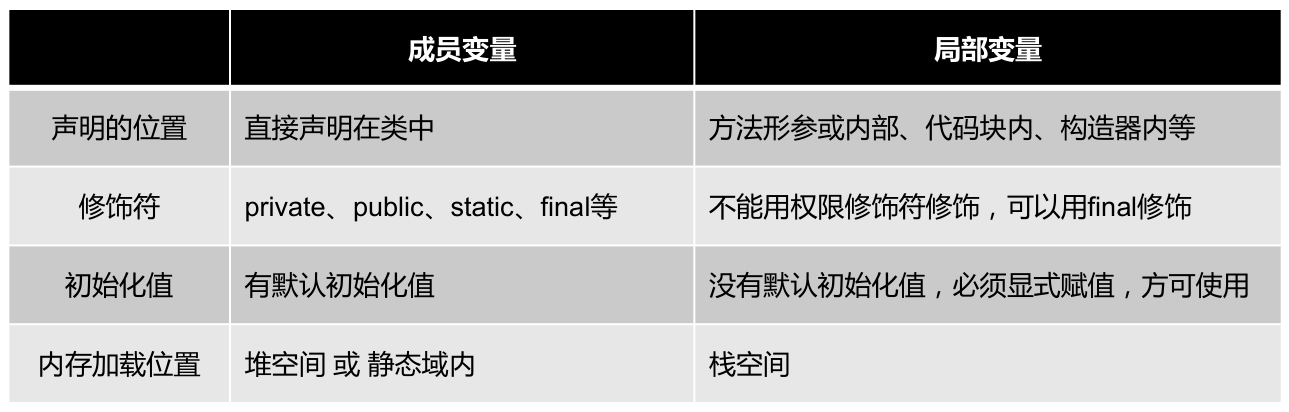 成员变量 局部变量
声明的位置 直接声明在类中 方法形参或内部、代码块内、构造器内等
修饰符 private、public、static、final等 不能用权限修饰符修饰，可以用final修饰
初始化值 有默认初始化值 没有默认初始化值，必须显式赋值，方可使用
内存加载位置 堆空间 或 静态域内 栈空间